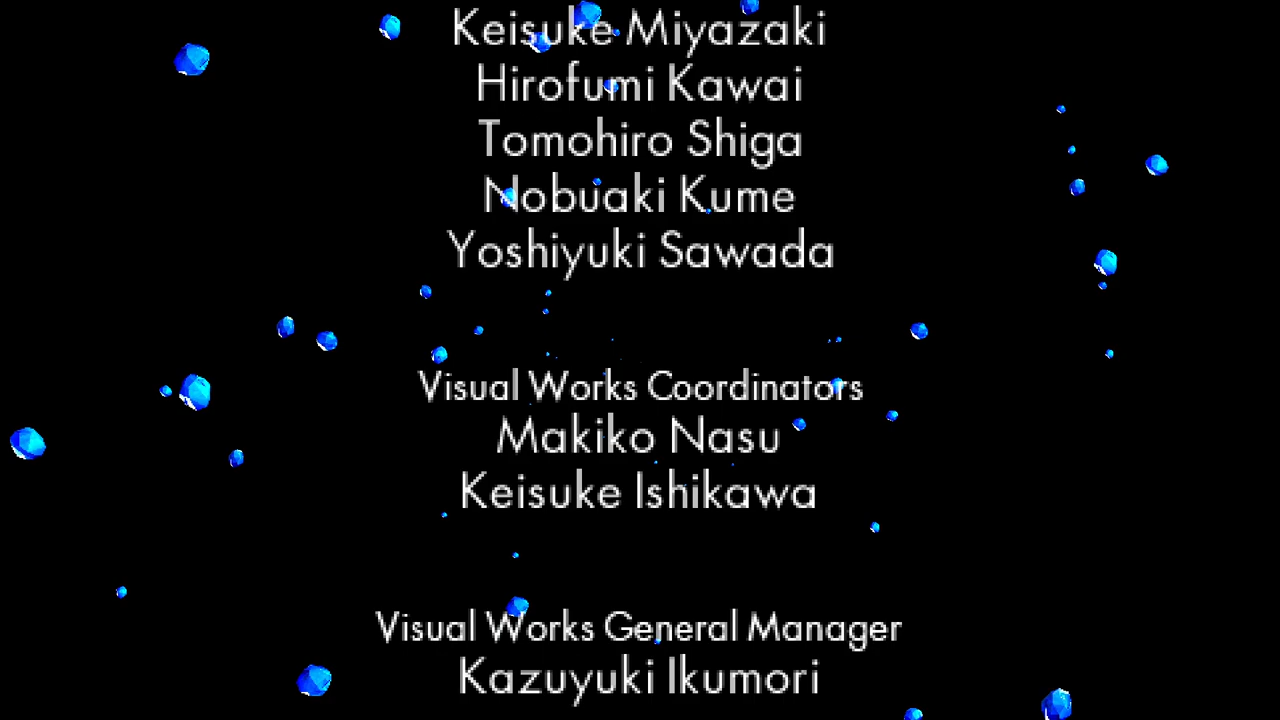 Keisuke Miyazaki
Hirofumi Kawai
Tomohiro Shiga
Nobuaki Kume
Yoshiyuki Sawada
Visual Works Coordinators
Makiko Nasu
Keisuke Ishikawa
Visual Works General Manager
Kazuyuki Ikumori